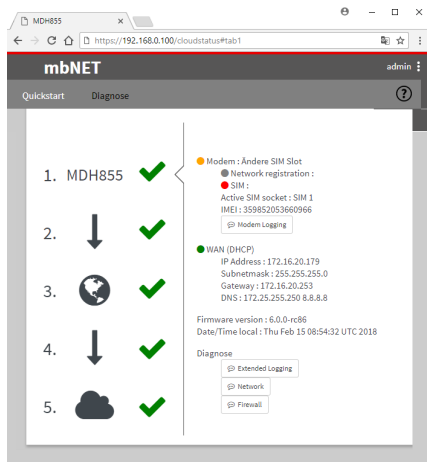 MDH855
https://192.168.0.100/cloudstatus#tab1
mbNET
admin
Quickstart Diagnose
?
1. MDH855
2.
3.
4.
5.
Modem : Ändere SIM Slot
Network registration :
SIM :
Active SIM socket : SIM 1
IMEI : 359852053660966
Modem Logging
WAN (DHCP)
IP Address : 172.16.20.179
Subnetmask : 255.255.255.0
Gateway : 172.16.20.253
DNS : 172.25.255.250 8.8.8.8
Firmware version : 6.0.0-rc86
Date/Time local : Thu Feb 15 08:54:32 UTC 2018
Diagnose
Extended Logging
Network
Firewall